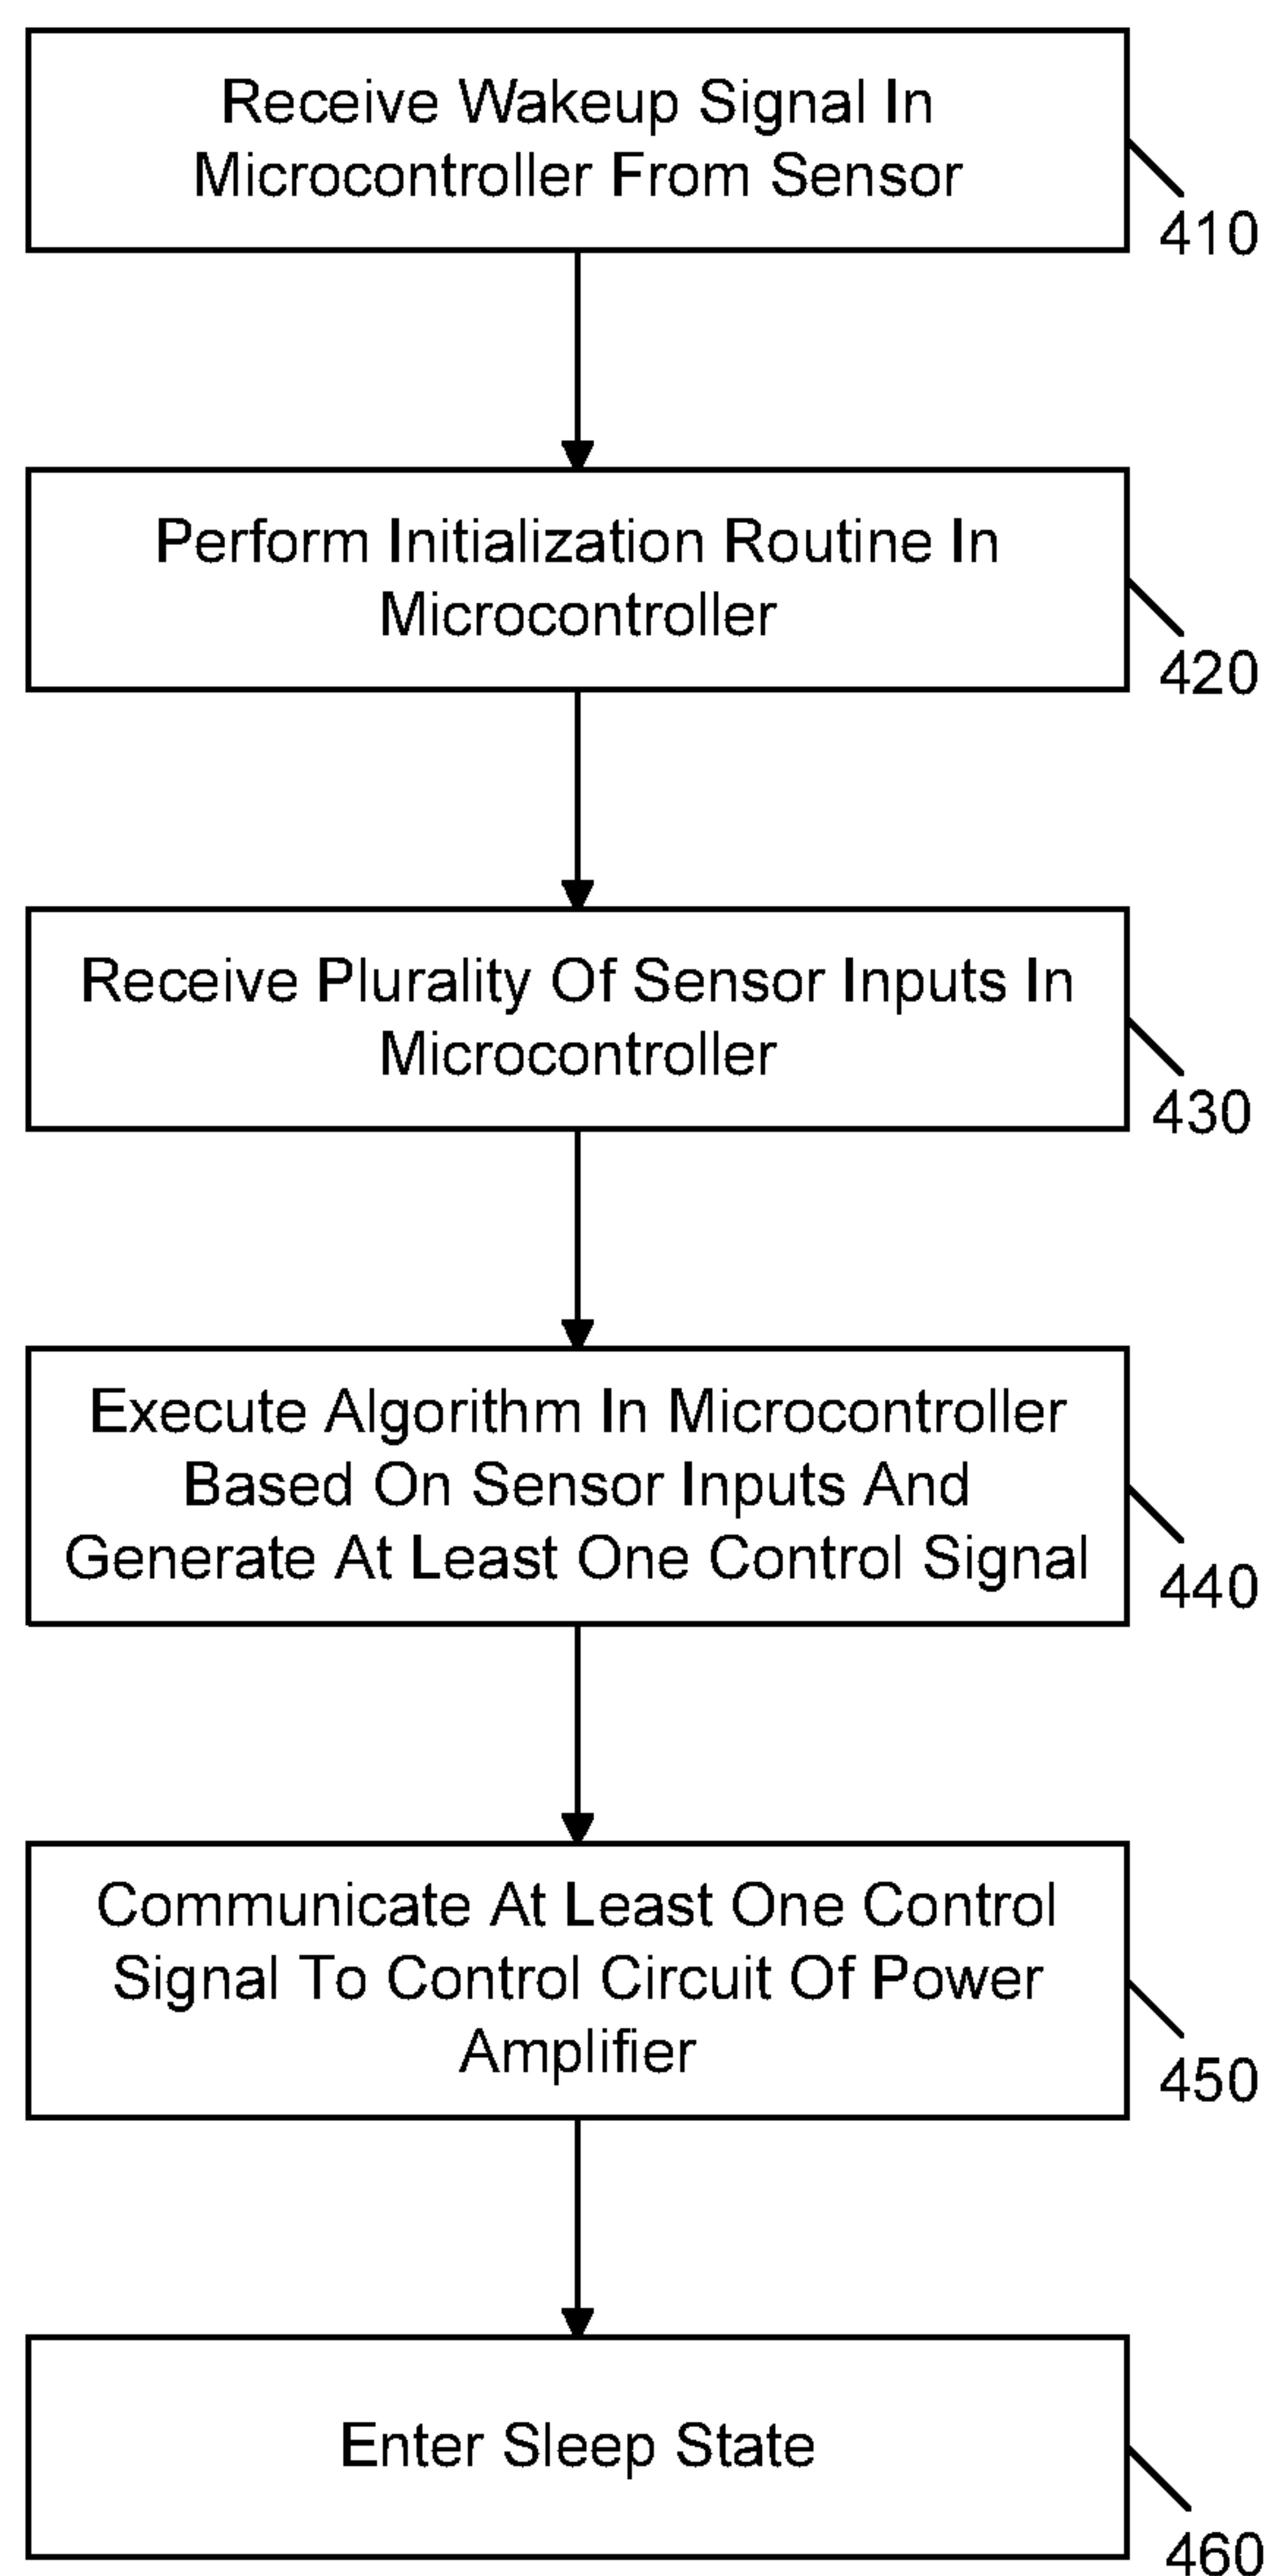 Receive Wakeup Signal In
Microcontroller From Sensor
410
Perform Initialization Routine In
Microcontroller
420
Receive Plurality Of Sensor Inputs In
Microcontroller
430
Execute Algorithm In Microcontroller
Based On Sensor Inputs And
Generate At Least One Control Signal
440
Communicate At Least One Control
Signal To Control Circuit Of Power
Amplifier
450
Enter Sleep State
460